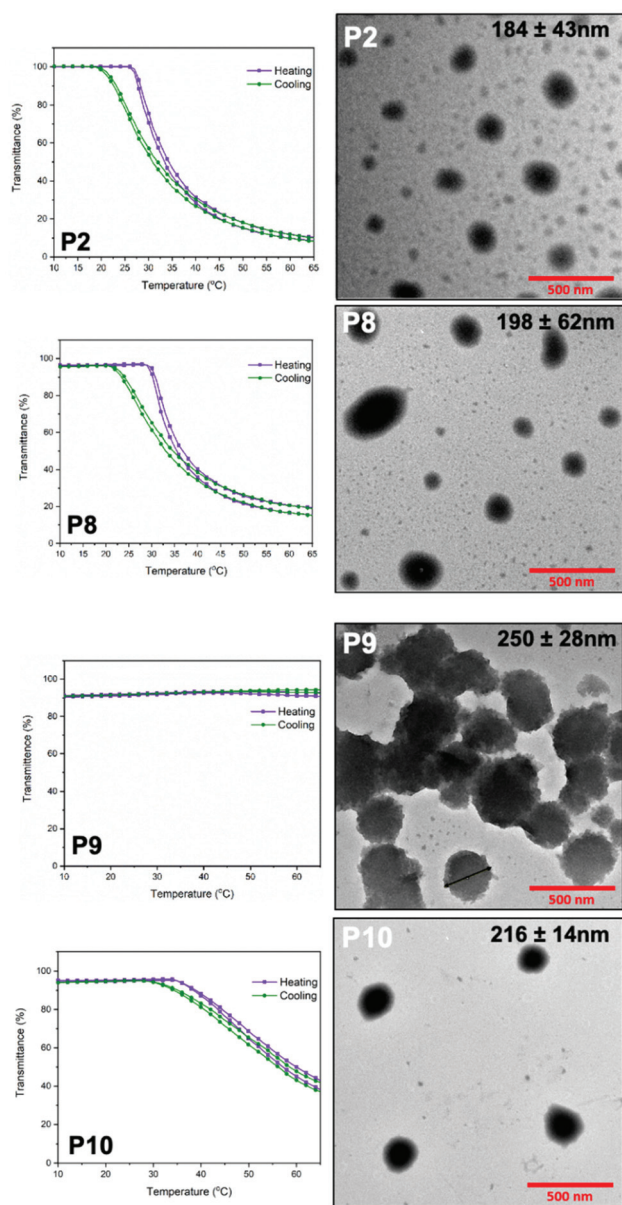 100
80
60
40
20
0
Transmittance (%)
Heating
Cooling
P2
10 15 20 25 30 35 40 45 50 55 60 65
Temperature (°C)
P2
184 ± 43nm
500 nm
100
80
60
40
20
0
Transmittance (%)
Heating
Cooling
P8
10 15 20 25 30 35 40 45 50 55 60 65
Temperature (°C)
P8
198 ± 62nm
500 nm
100
80
60
40
20
0
Transmittence (%)
Heating
Cooling
P9
10 20 30 40 50 60
Temperature (°C)
P9
250 ± 28nm
500 nm
100
80
60
40
20
0
Transmittance (%)
Heating
Cooling
P10
10 20 30 40 50 60
Temperature (°C)
P10
216 ± 14nm
500 nm